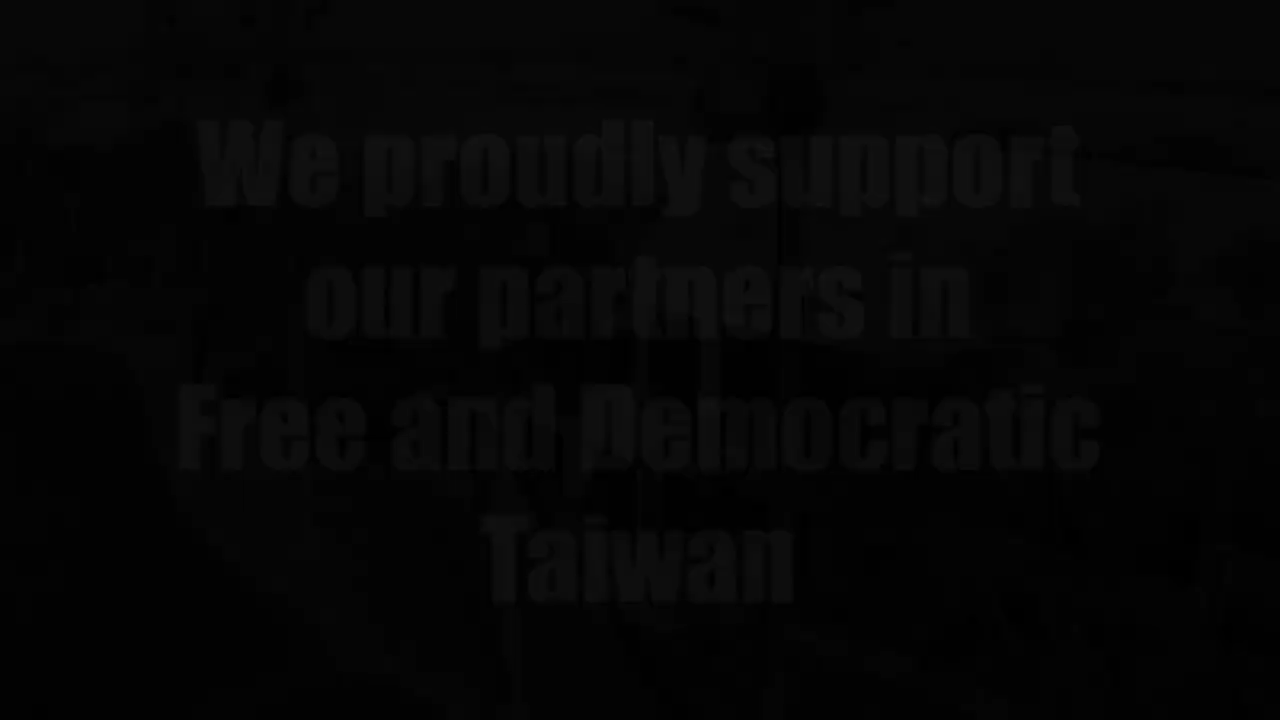 We proudly support
our partners in
Free and Democratic
Taiwan